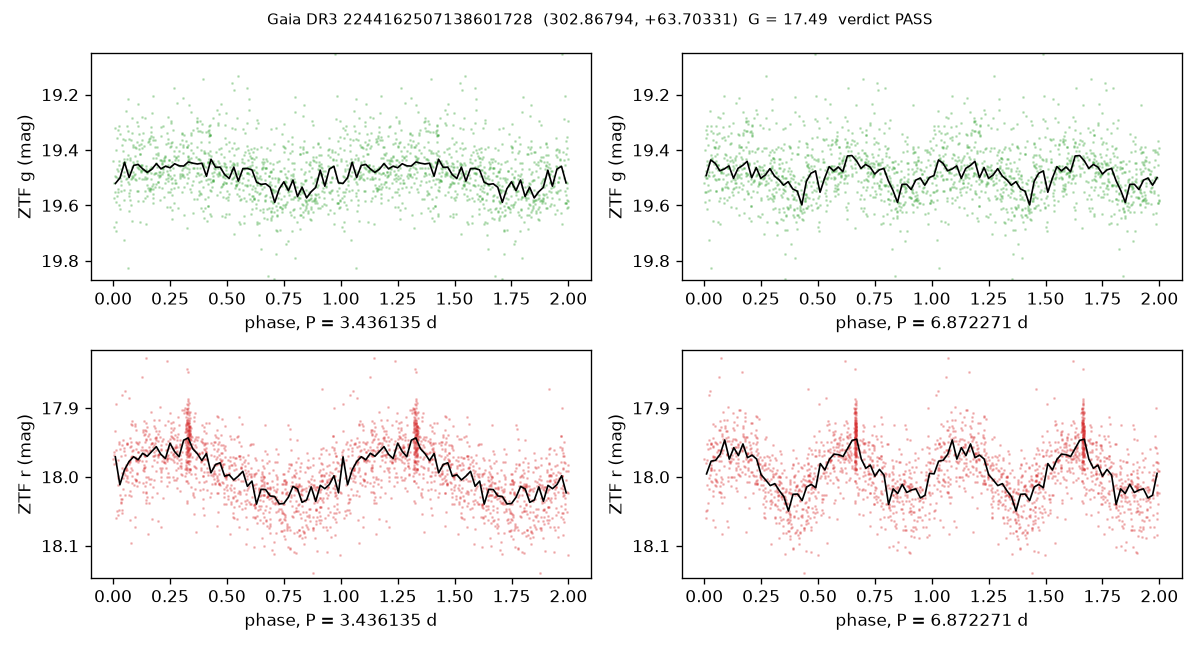 Gaia DR3 2244162507138601728  (302.86794, +63.70331)  G = 17.49  verdict PASS
ZTF g (mag)
19.2
19.4
19.6
19.8
0.00 0.25 0.50 0.75 1.00 1.25 1.50 1.75 2.00
phase, P = 3.436135 d
ZTF g (mag)
19.2
19.4
19.6
19.8
0.00 0.25 0.50 0.75 1.00 1.25 1.50 1.75 2.00
phase, P = 6.872271 d
ZTF r (mag)
17.9
18.0
18.1
0.00 0.25 0.50 0.75 1.00 1.25 1.50 1.75 2.00
phase, P = 3.436135 d
ZTF r (mag)
17.9
18.0
18.1
0.00 0.25 0.50 0.75 1.00 1.25 1.50 1.75 2.00
phase, P = 6.872271 d